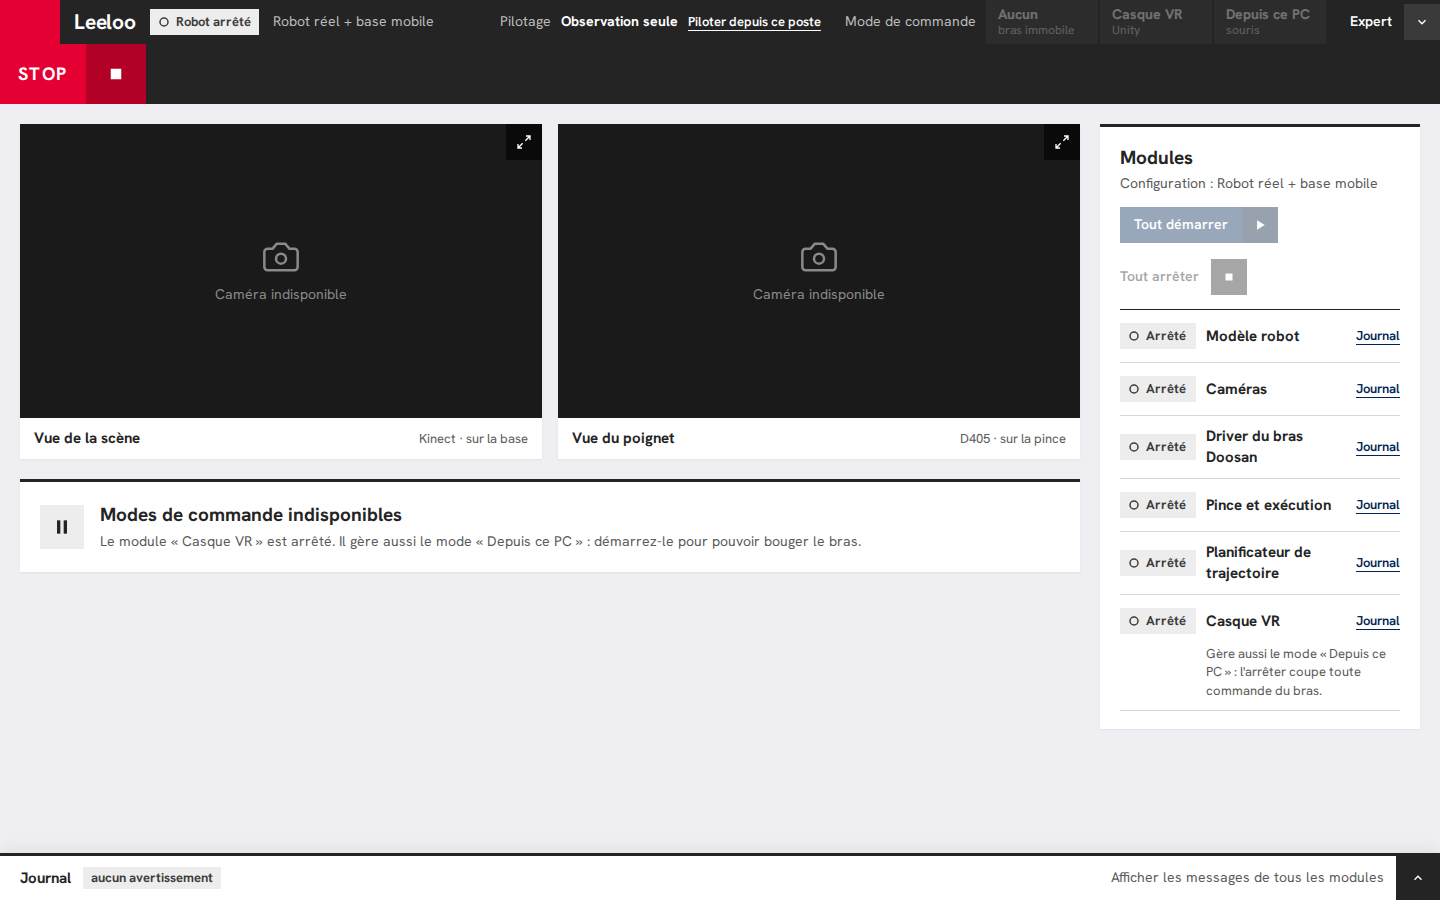 Leeloo
Robot arrêté
Robot réel + base mobile
Pilotage Observation seule Piloter depuis ce poste
Mode de commande
Aucun
bras immobile
Casque VR
Unity
Depuis ce PC
souris
Expert
STOP
Caméra indisponible
Vue de la scène
Kinect · sur la base
Caméra indisponible
Vue du poignet
D405 · sur la pince
Modes de commande indisponibles
Le module « Casque VR » est arrêté. Il gère aussi le mode « Depuis ce PC » : démarrez-le pour pouvoir bouger le bras.
Modules
Configuration : Robot réel + base mobile
Tout démarrer
Tout arrêter
Arrêté Modèle robot Journal
Arrêté Caméras Journal
Arrêté Driver du bras Doosan Journal
Arrêté Pince et exécution Journal
Arrêté Planificateur de trajectoire Journal
Arrêté Casque VR Journal
Gère aussi le mode « Depuis ce
PC » : l'arrêter coupe toute
commande du bras.
Journal aucun avertissement
Afficher les messages de tous les modules